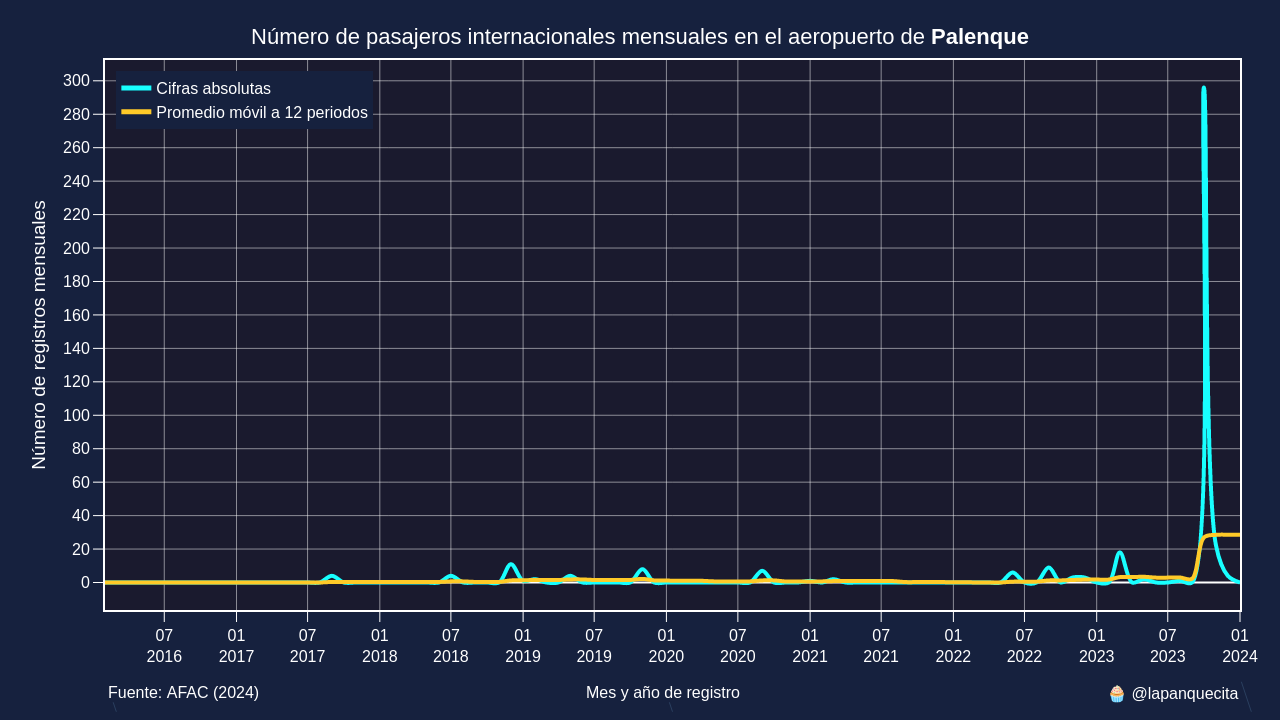 Número de pasajeros internacionales mensuales en el aeropuerto de Palenque
Cifras absolutas
Promedio móvil a 12 periodos
Número de registros mensuales
300
280
260
240
220
200
180
160
140
120
100
80
60
40
20
0
07 01 07 01 07 01 07 01 07 01 07 01 07 01 07 01
2016 2017 2017 2018 2018 2019 2019 2020 2020 2021 2021 2022 2022 2023 2023 2024
Fuente: AFAC (2024) Mes y año de registro 🧁 @lapanquecita